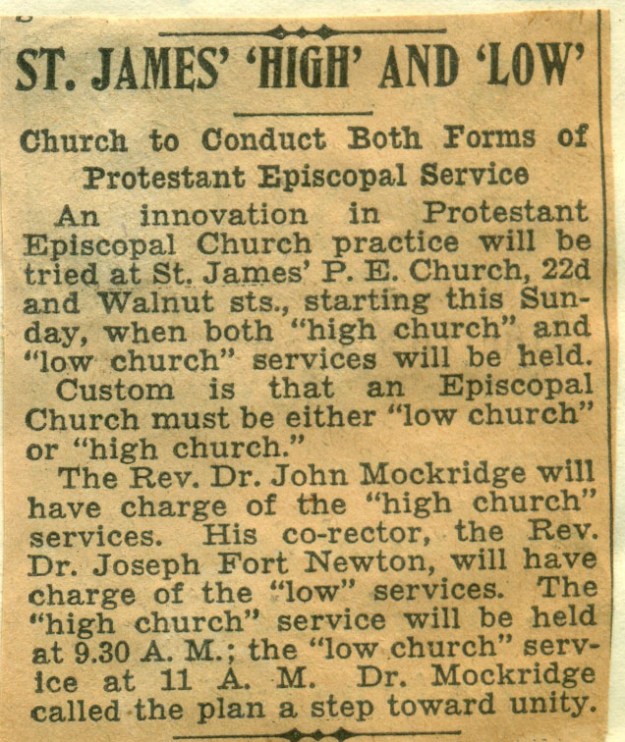 ST. JAMES' 'HIGH' AND 'LOW'
Church to Conduct Both Forms of
Protestant Episcopal Service
An innovation in Protestant
Episcopal Church practice will be
tried at St. James' P. E. Church, 22d
and Walnut sts., starting this Sun-
day, when both "high church" and
"low church" services will be held.
Custom is that an Episcopal
Church must be either "low church"
or "high church."
The Rev. Dr. John Mockridge will
have charge of the "high church"
services. His co-rector, the Rev.
Dr. Joseph Fort Newton, will have
charge of the "low" services. The
"high church" service will be held
at 9.30 A. M.; the "low church" serv-
ice at 11 A. M. Dr. Mockridge
called the plan a step toward unity.